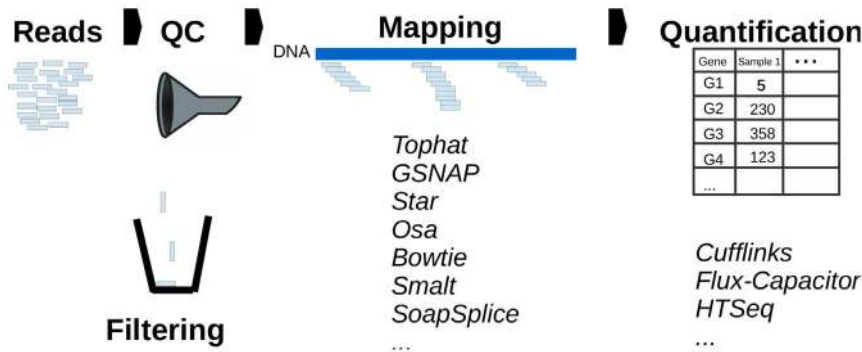 Reads QC Mapping Quantification
DNA
Gene Sample 1 ...
G1 5
G2 230
G3 358
G4 123
...
Tophat
GSNAP
Star
Osa
Bowtie
Smalt
SoapSplice
...
Cufflinks
Flux-Capacitor
HTSeq
...
Filtering